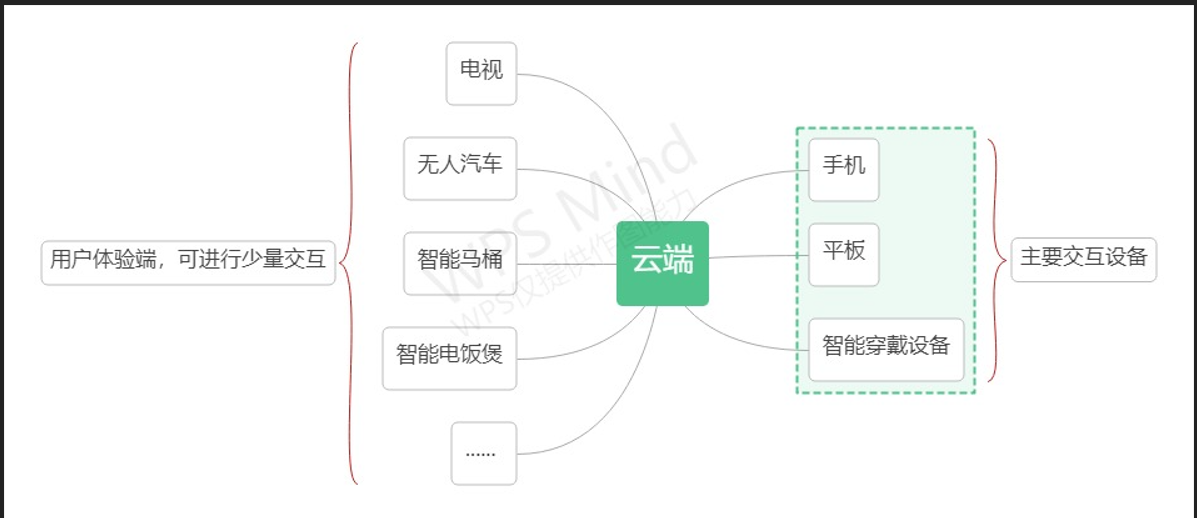 电视
无人汽车
智能马桶
智能电饭煲
......
用户体验端，可进行少量交互
云端
手机
平板
智能穿戴设备
主要交互设备
WPS Mind
WPS仅提供作图能力